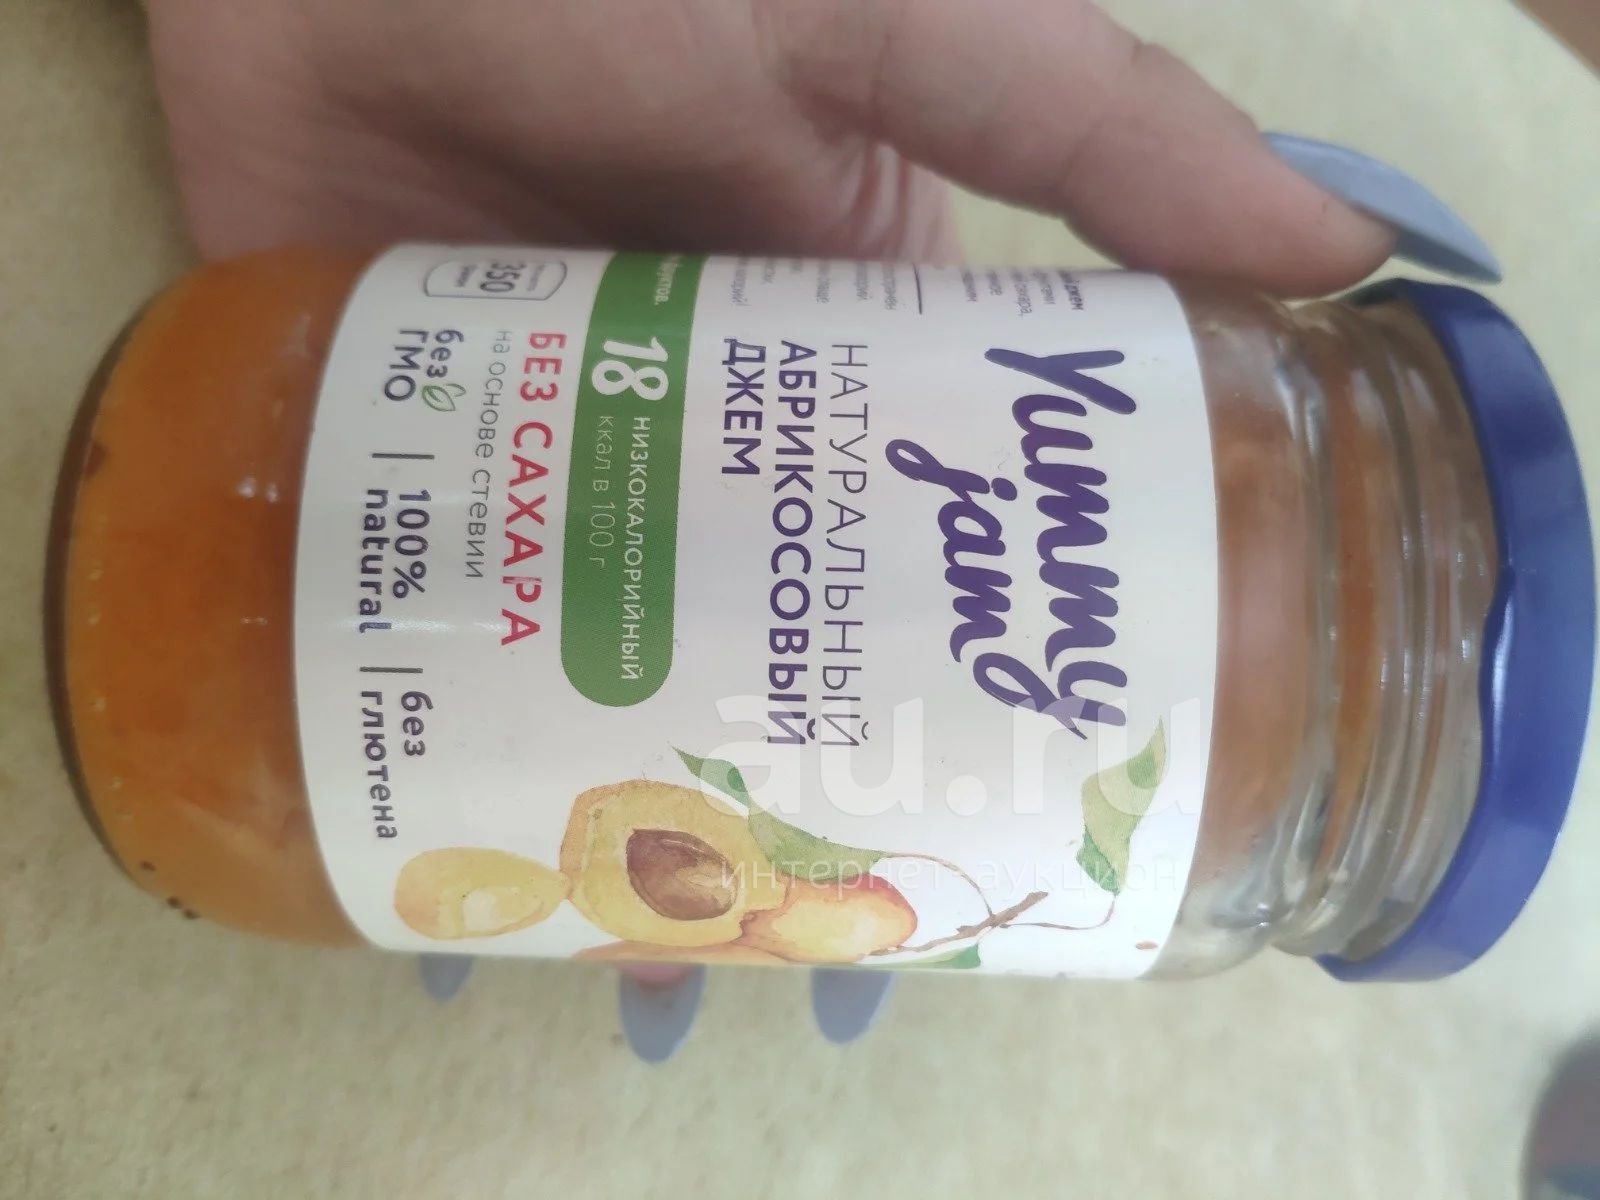 Yummy
jam
НАТУРАЛЬНЫЙ
АБРИКОСОВЫЙ
ДЖЕМ
фруктов.
18 НИЗКОКАЛОРИЙНЫЙ
ккал в 100 г
БЕЗ САХАРА
на основе стевии
350
без
ГМО
100%
natural
без
глютена
au.ru
интернет аукцион